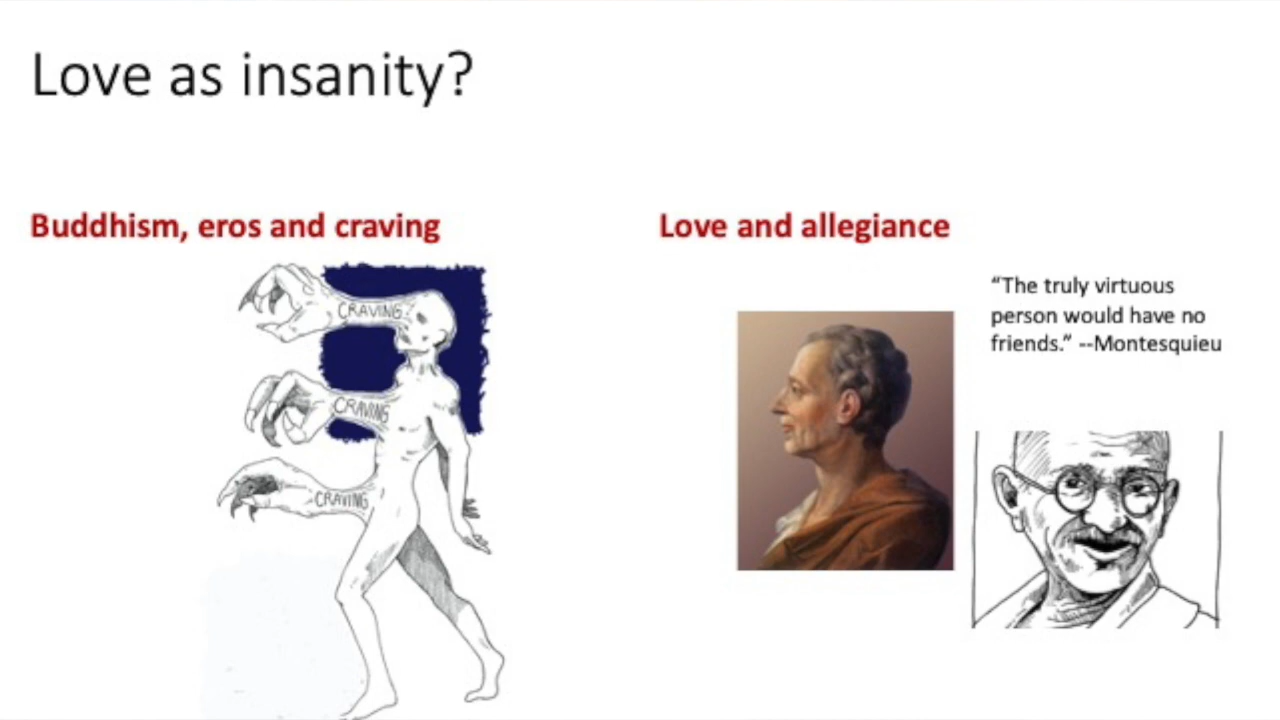 Love as insanity?
Buddhism, eros and craving
Love and allegiance
CRAVING
CRAVING
CRAVING
“The truly virtuous
person would have no
friends.” --Montesquieu